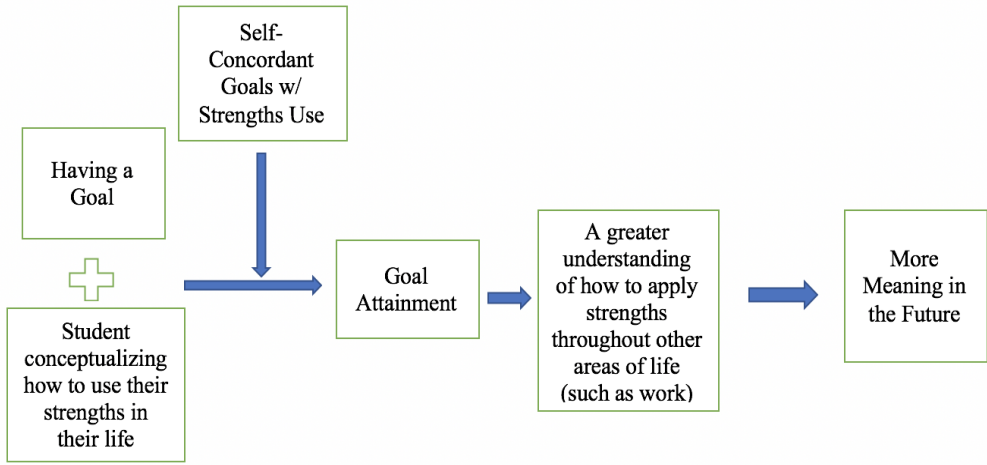 Self-
Concordant
Goals w/
Strengths Use
Having a
Goal
Student
conceptualizing
how to use their
strengths in
their life
Goal
Attainment
A greater
understanding
of how to apply
strengths
throughout other
areas of life
(such as work)
More
Meaning in
the Future